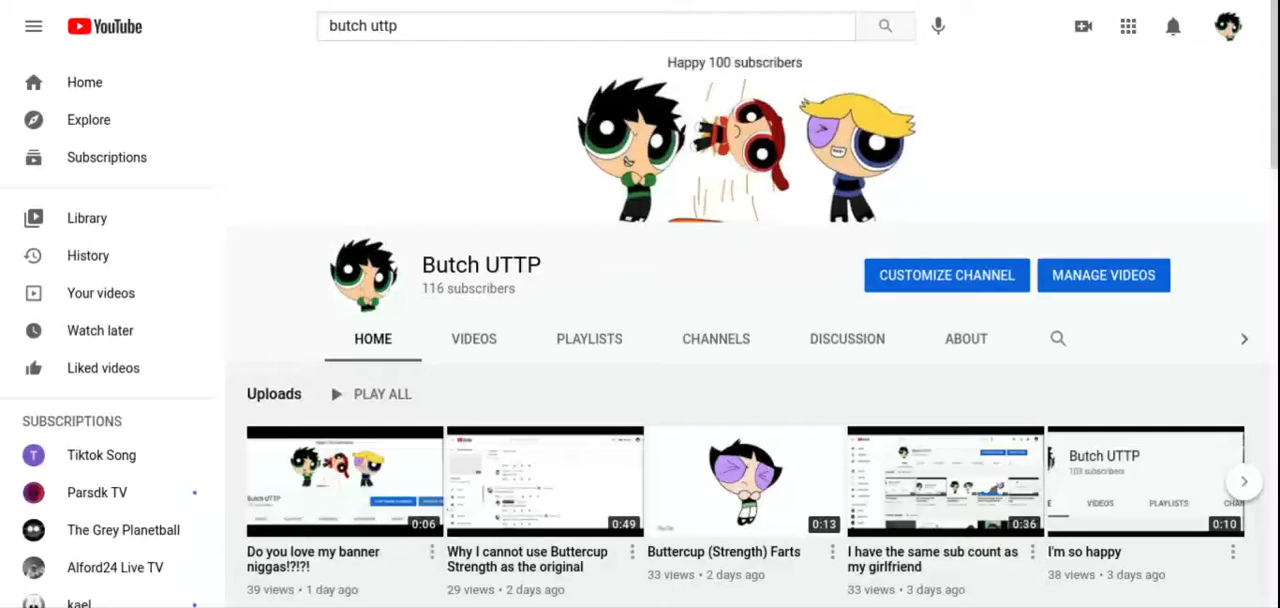 YouTube
butch uttp
Happy 100 subscribers
Home
Explore
Subscriptions
Library
History
Your videos
Watch later
Liked videos
SUBSCRIPTIONS
Tiktok Song
Parsdk TV
The Grey Planetball
Alford24 Live TV
kael
Butch UTTP
116 subscribers
CUSTOMIZE CHANNEL
MANAGE VIDEOS
HOME
VIDEOS
PLAYLISTS
CHANNELS
DISCUSSION
ABOUT
Uploads
PLAY ALL
0:06
Do you love my banner
niggas!?!?!
39 views • 1 day ago
0:49
Why I cannot use Buttercup
Strength as the original
29 views • 2 days ago
0:13
Buttercup (Strength) Farts
33 views • 2 days ago
0:36
I have the same sub count as
my girlfriend
33 views • 3 days ago
Butch UTTP
103 subscribers
VIDEOS
PLAYLISTS
0:10
I'm so happy
38 views • 3 days ago